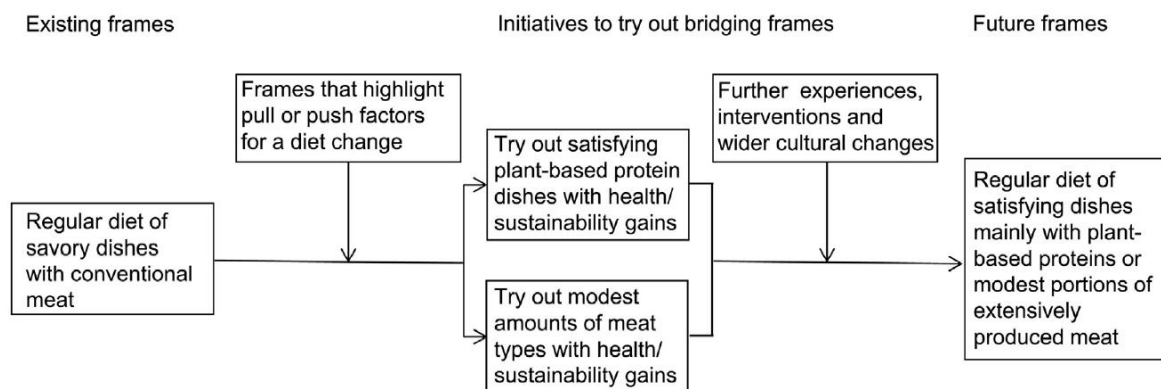 Existing frames
Initiatives to try out bridging frames
Future frames
Frames that highlight
pull or push factors
for a diet change
Further experiences,
interventions and
wider cultural changes
Try out satisfying
plant-based protein
dishes with health/
sustainability gains
Regular diet of
savory dishes
with conventional
meat
Regular diet of
satisfying dishes
mainly with plant-
based proteins or
modest portions of
extensively
produced meat
Try out modest
amounts of meat
types with health/
sustainability gains